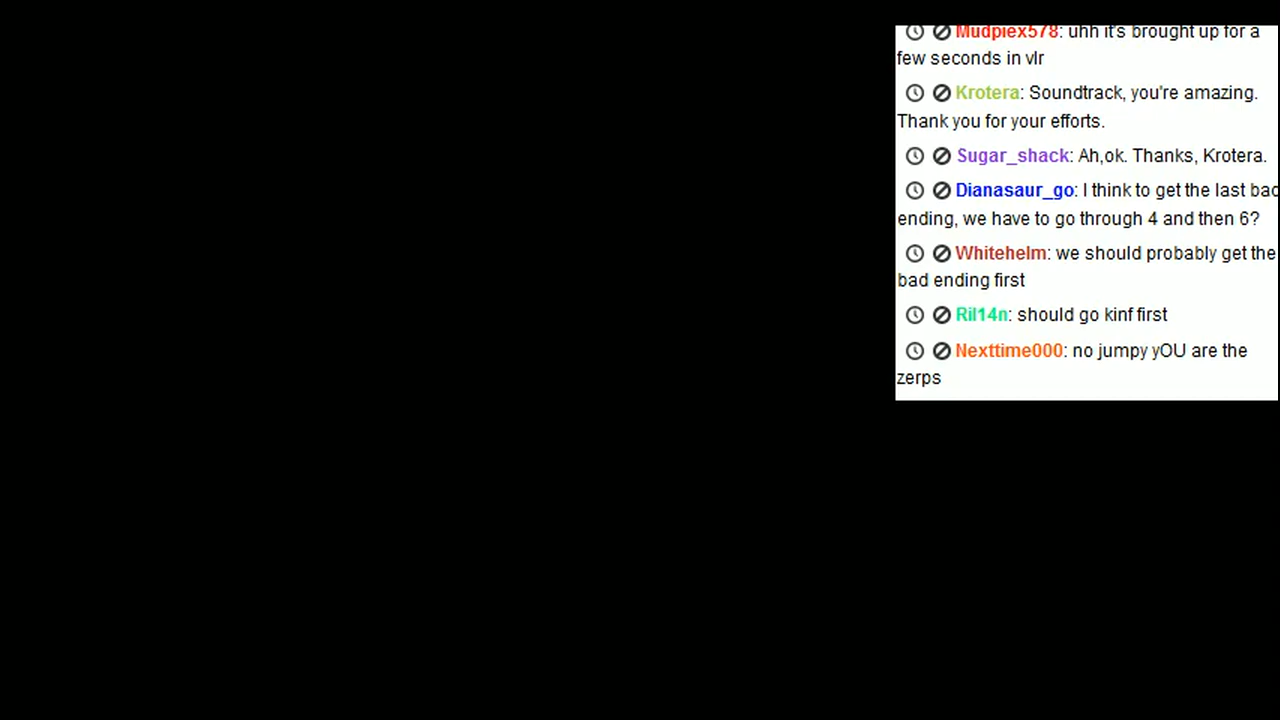 Mudpiex578: uhh it's brought up for a
few seconds in vlr
Krotera: Soundtrack, you're amazing.
Thank you for your efforts.
Sugar_shack: Ah,ok. Thanks, Krotera.
Dianasaur_go: I think to get the last bad
ending, we have to go through 4 and then 6?
Whitehelm: we should probably get the
bad ending first
Ril14n: should go kinf first
Nexttime000: no jumpy yOU are the
zerps